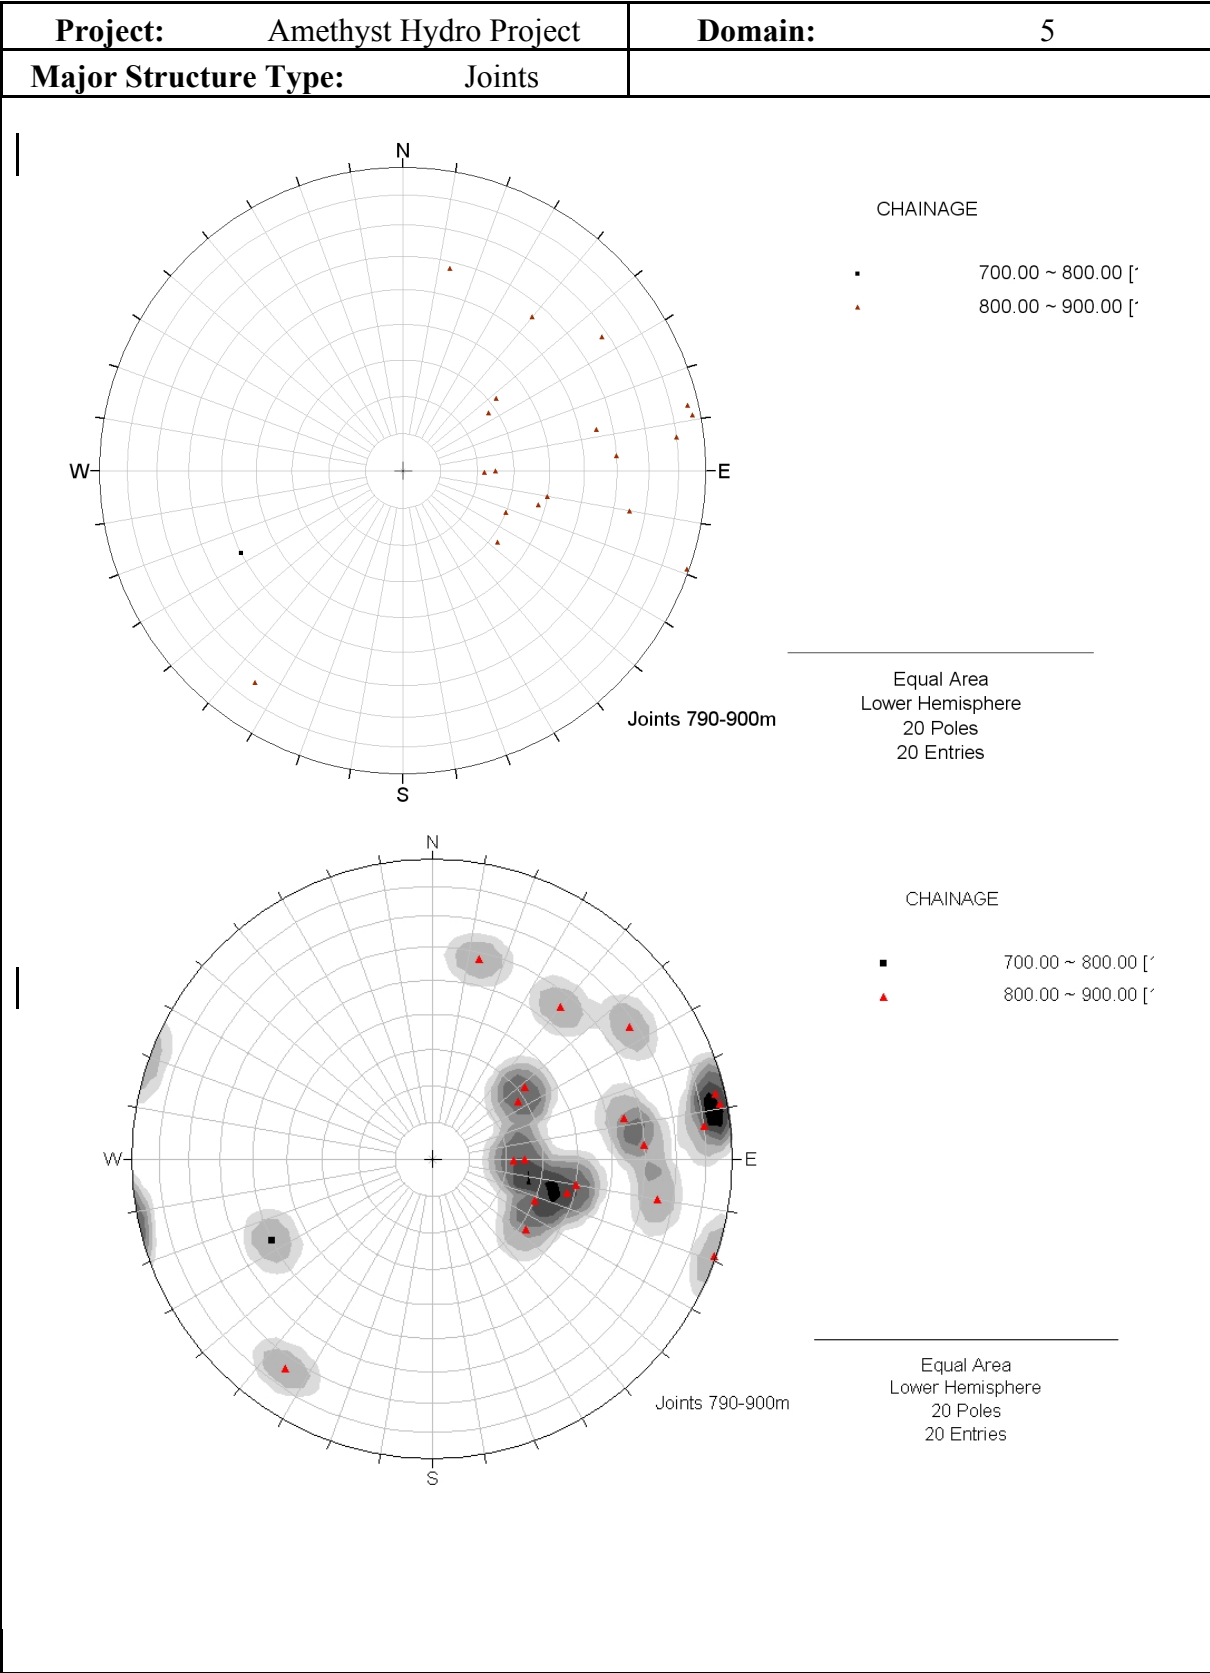 Project: Amethyst Hydro Project Domain: 5
Major Structure Type: Joints
N
CHAINAGE
700.00 ~ 800.00 [
800.00 ~ 900.00 [
W
E
Equal Area
Lower Hemisphere
20 Poles
20 Entries
Joints 790-900m
S
N
CHAINAGE
700.00 ~ 800.00 [
800.00 ~ 900.00 [
W
E
Equal Area
Lower Hemisphere
20 Poles
20 Entries
Joints 790-900m
S